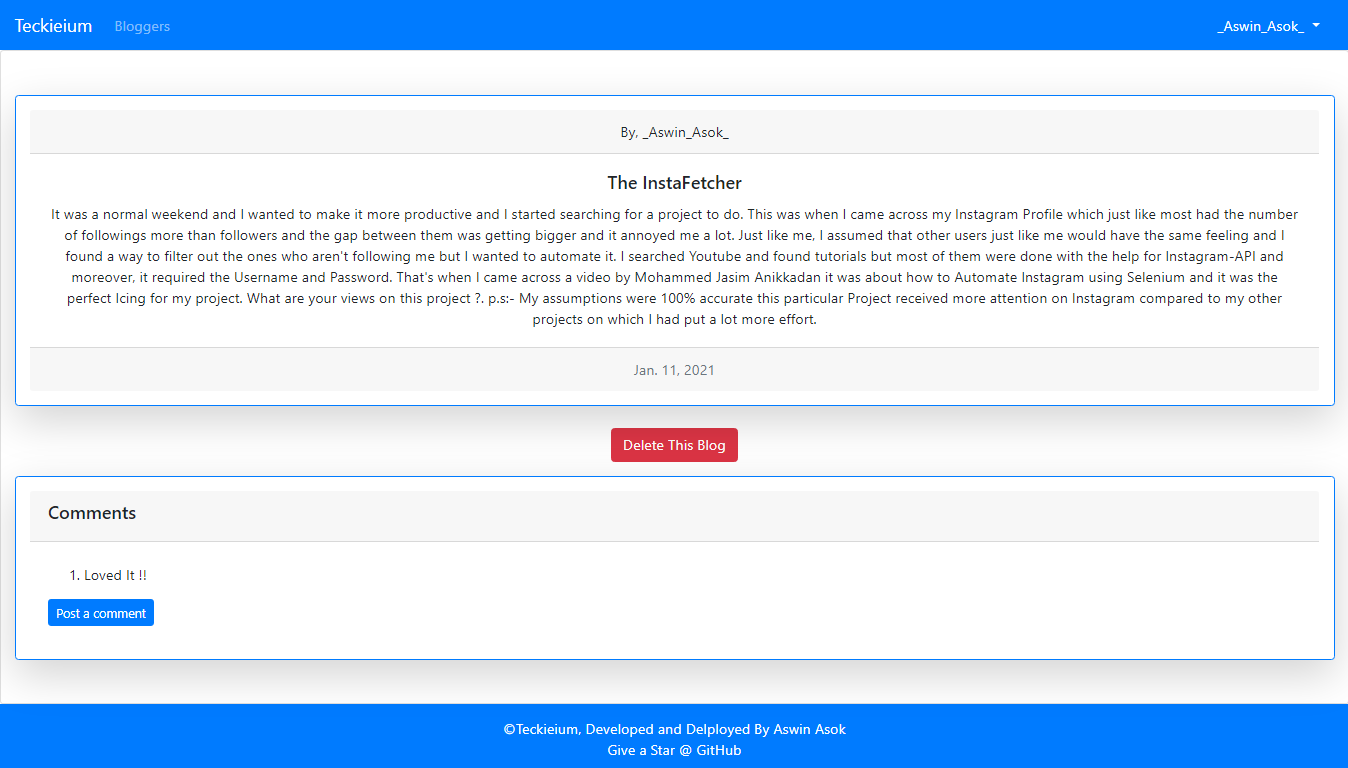 Teckieium Bloggers _Aswin_Asok_
By, _Aswin_Asok_
The InstaFetcher
It was a normal weekend and I wanted to make it more productive and I started searching for a project to do. This was when I came across my Instagram Profile which just like most had the number
of followings more than followers and the gap between them was getting bigger and it annoyed me a lot. Just like me, I assumed that other users just like me would have the same feeling and I
found a way to filter out the ones who aren't following me but I wanted to automate it. I searched Youtube and found tutorials but most of them were done with the help for Instagram-API and
moreover, it required the Username and Password. That's when I came across a video by Mohammed Jasim Anikkadan it was about how to Automate Instagram using Selenium and it was the
perfect Icing for my project. What are your views on this project ?. p.s:- My assumptions were 100% accurate this particular Project received more attention on Instagram compared to my other
projects on which I had put a lot more effort.
Jan. 11, 2021
Delete This Blog
Comments
1. Loved It !!
Post a comment
©Teckieium, Developed and Delployed By Aswin Asok
Give a Star @ GitHub